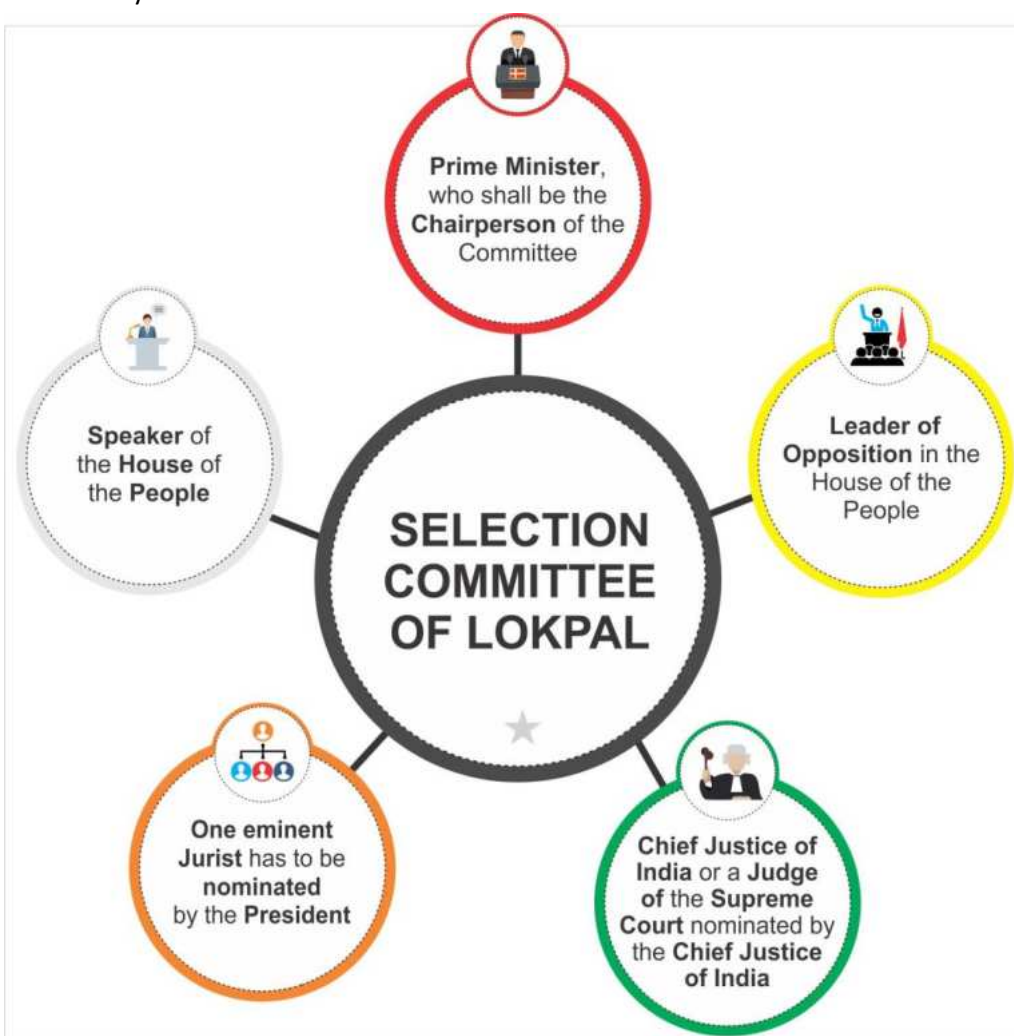 Prime Minister,
who shall be the
Chairperson of the
Committee
Speaker of
the House of
the People
Leader of
Opposition in the
House of the
People
SELECTION
COMMITTEE
OF LOKPAL
One eminent
Jurist has to be
nominated
by the President
Chief Justice of
India or a Judge
of the Supreme
Court nominated by
the Chief Justice
of India